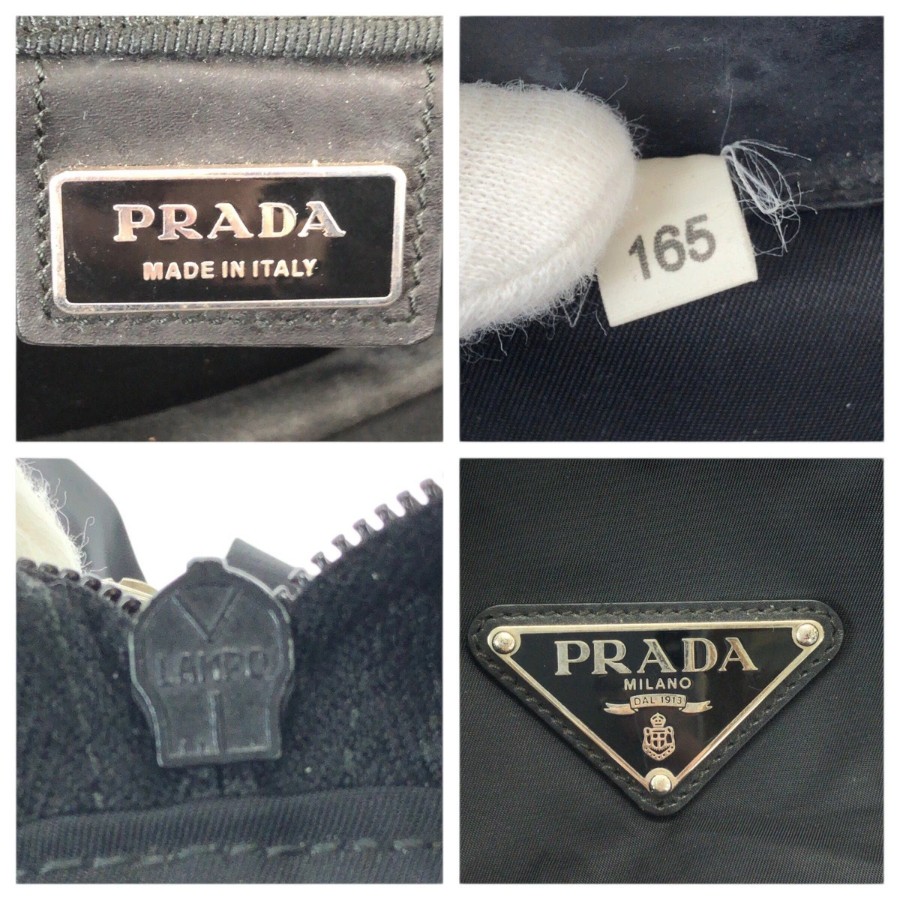 PRADA
MADE IN ITALY
165
LAMPO
PRADA
MILANO
DAL 1913